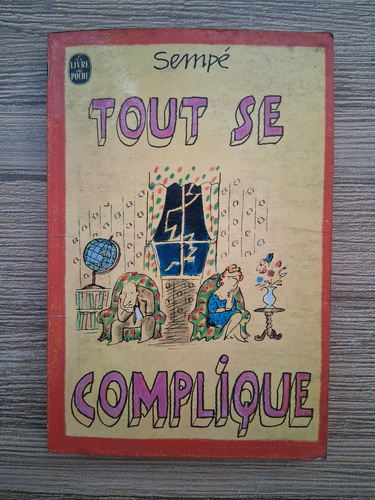 Le
LIVRE
de
POCHE
Sempé
TOUT SE
COMPLIQUE